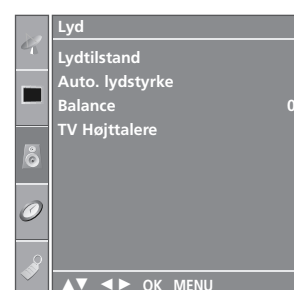 Lyd
Lydtilstand
Auto. lydstyrke
Balance 0
TV Højttalere
▲▼ ◄► OK MENU